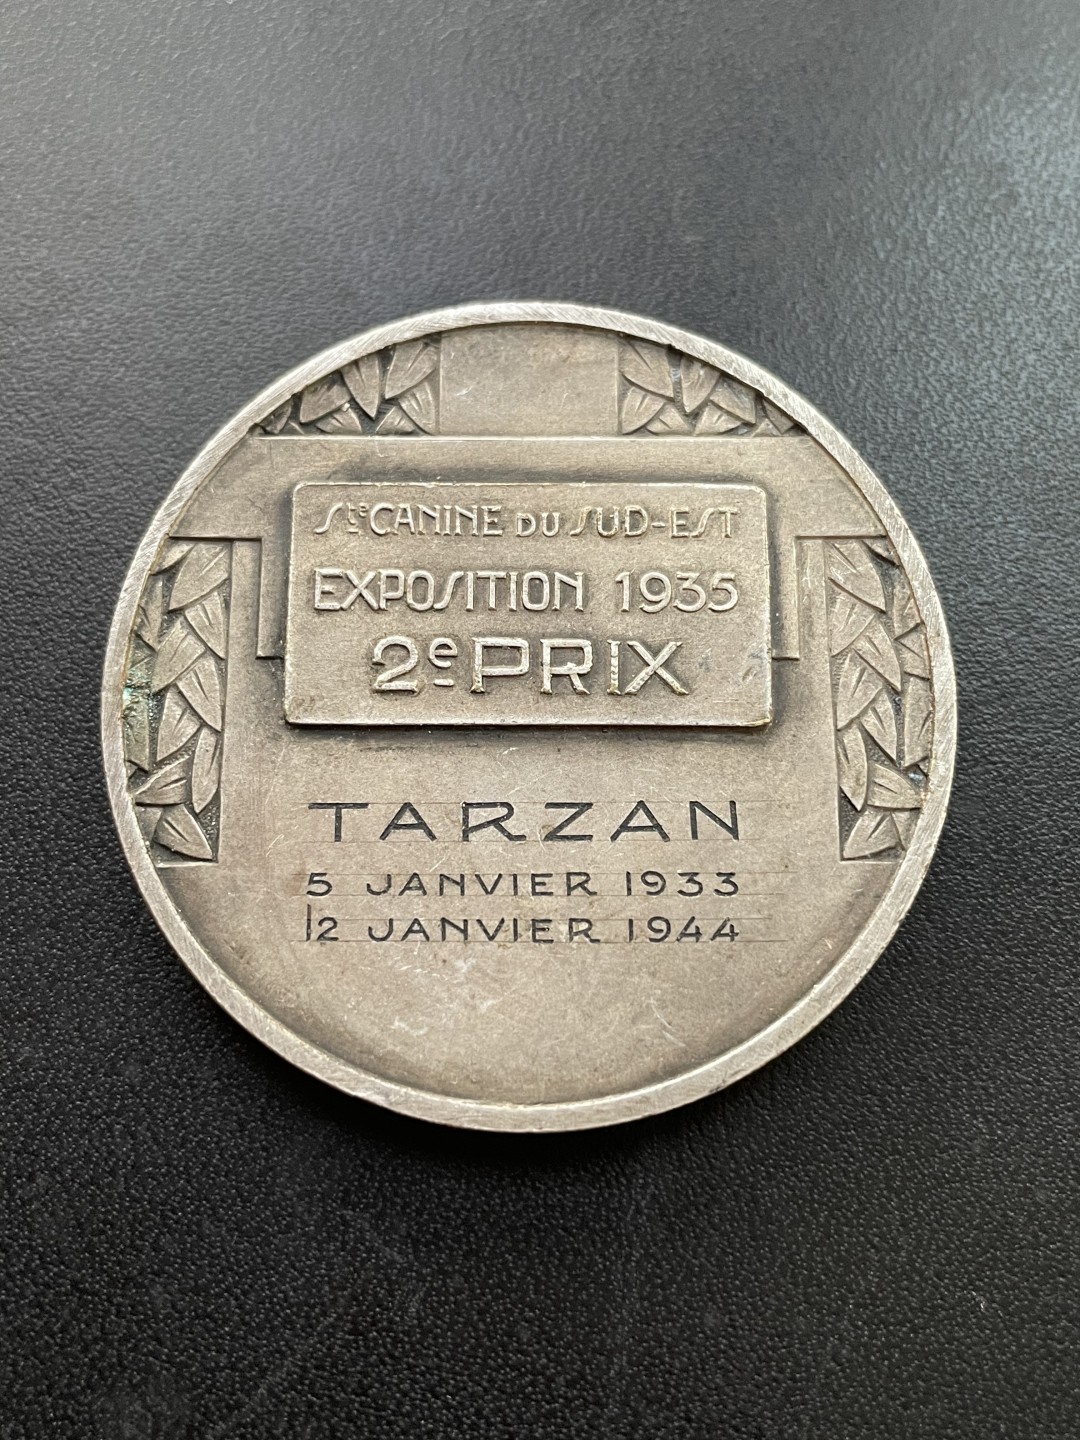 Sté CANINE DU SUD-EST
EXPOSITION 1935
2e PRIX
TARZAN
5 JANVIER 1933
12 JANVIER 1944